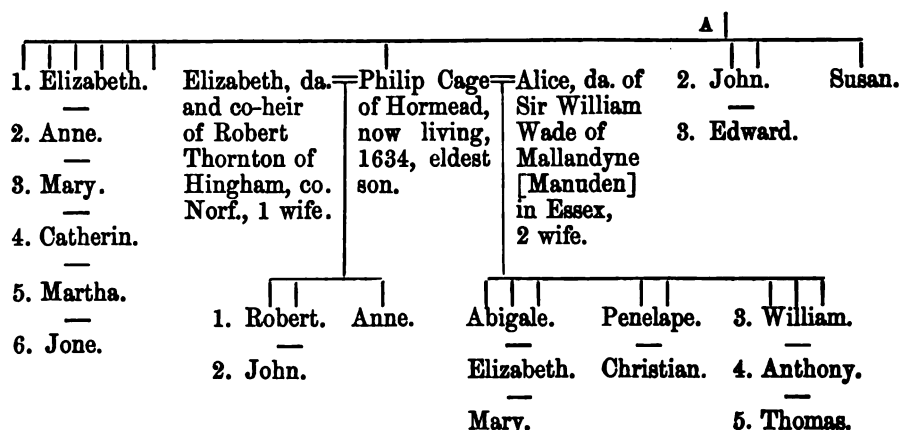 A
1. Elizabeth.
2. Anne.
3. Mary.
4. Catherin.
5. Martha.
6. Jone.
Elizabeth, da.
and co-heir
of Robert
Thornton of
Hingham, co.
Norf., 1 wife.
Philip Cage
of Hormead,
now living,
1634, eldest
son.
Alice, da. of
Sir William
Wade of
Mallandyne
[Manuden]
in Essex,
2 wife.
2. John.
3. Edward.
Susan.
1. Robert.
2. John.
Anne.
Abigale.
Elizabeth.
Mary.
Penelape.
Christian.
3. William.
4. Anthony.
5. Thomas.